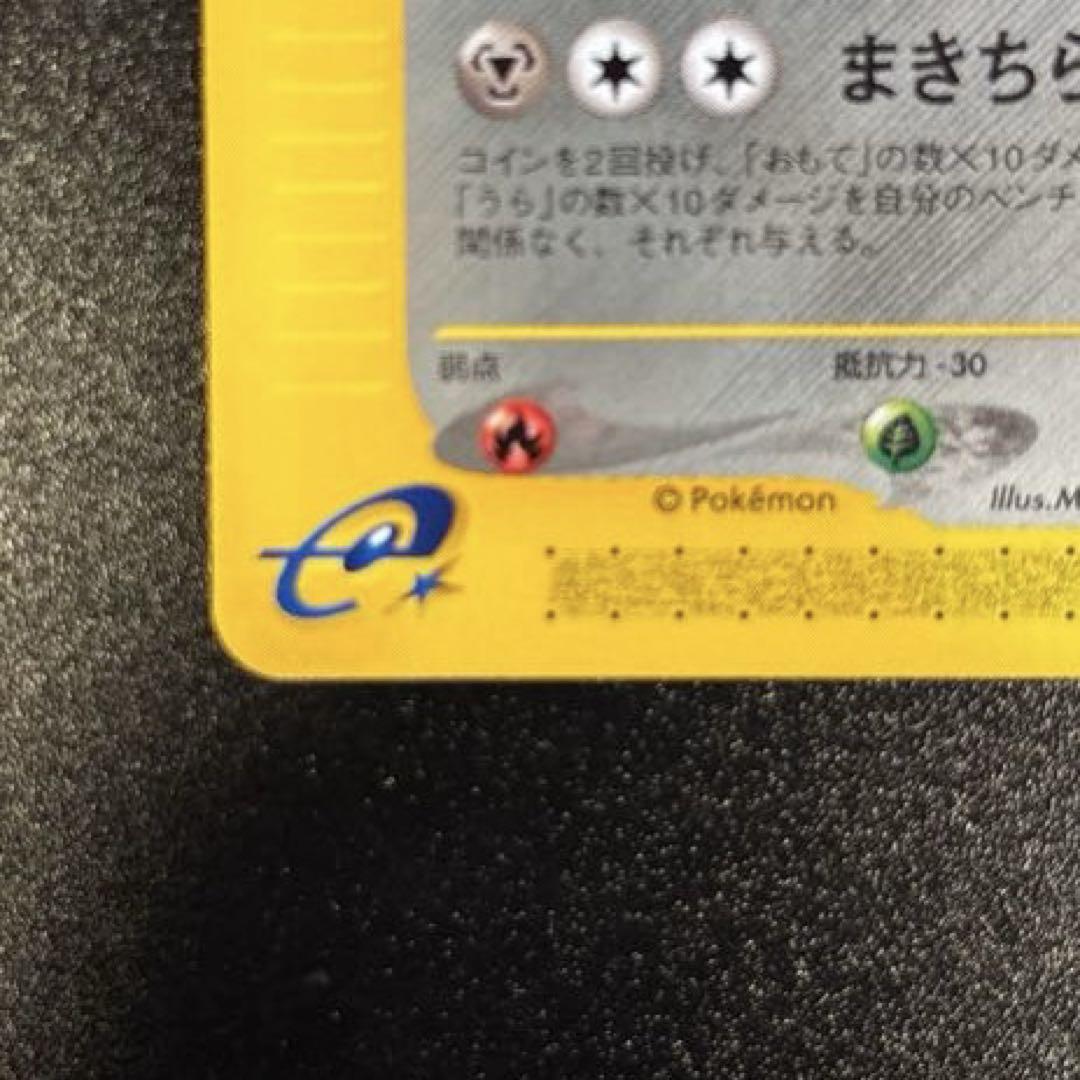 まきちら
コインを2回投げ、「おもて」の数×10ダメ
「うら」の数×10ダメージを自分のベンチ
関係なく、それぞれ与える。
弱点 抵抗力 -30
© Pokémon Illus.M
e